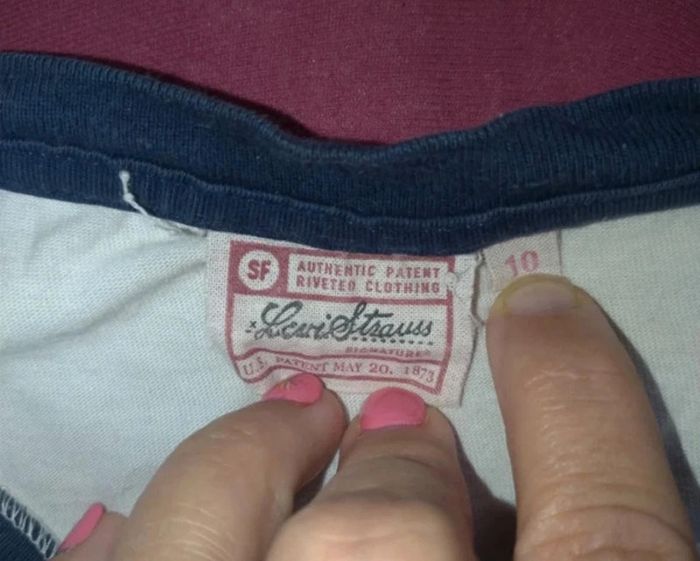 SF
AUTHENTIC PATENT
RIVETED CLOTHING
Levi Strauss
SIGNATURE
U.S. PATENT MAY 20, 1873
10